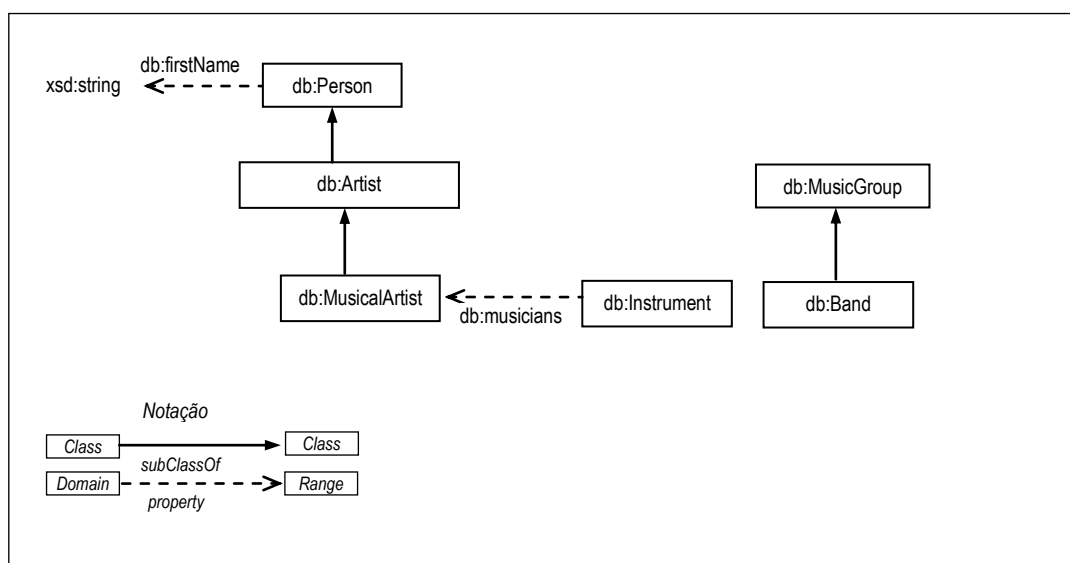 db:firstName
xsd:string
db:Person
db:Artist
db:MusicGroup
db:MusicalArtist
db:musicians
db:Instrument
db:Band
Notação
Class
subClassOf
Class
Domain
property
Range